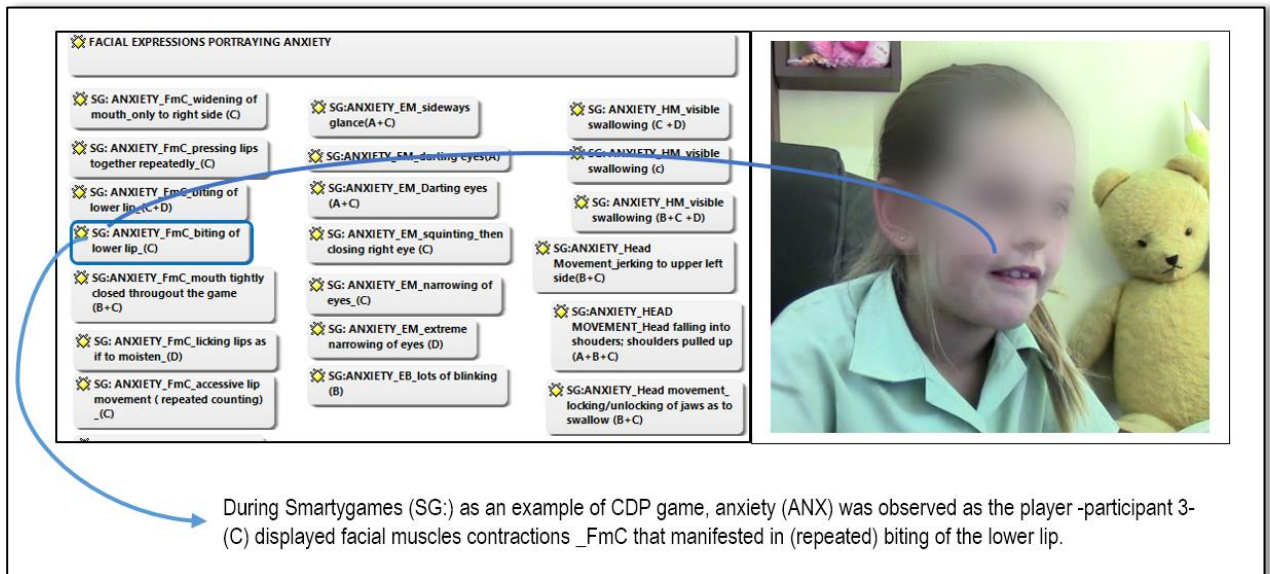 FACIAL EXPRESSIONS PORTRAYING ANXIETY
SG: ANXIETY_FmC_widening of
mouth_only to right side (C)
SG: ANXIETY_FmC_pressing lips
together repeatedly_(C)
SG: ANXIETY_FmC_biting of
lower lip_(C+D)
SG: ANXIETY_FmC_biting of
lower lip_(C)
SG:ANXIETY_FmC_mouth tightly
closed througout the game
(B+C)
SG: ANXIETY_FmC_licking lips as
if to moisten_(D)
SG: ANXIETY_FmC_accessive lip
movement ( repeated counting)
_(C)
SG:ANXIETY_EM_sideways
glance(A+C)
SG:ANXIETY_EM_darting eyes(A)
SG:ANXIETY_EM_Darting eyes
(A+C)
SG: ANXIETY_EM_squinting_then
closing right eye (C)
SG: ANXIETY_EM_narrowing of
eyes_(C)
SG: ANXIETY_EM_extreme
narrowing of eyes (D)
SG:ANXIETY_EB_lots of blinking
(B)
SG: ANXIETY_HM_visible
swallowing (C +D)
SG: ANXIETY_HM_visible
swallowing (c)
SG: ANXIETY_HM_visible
swallowing (B+C +D)
SG:ANXIETY_Head
Movement_jerking to upper left
side(B+C)
SG:ANXIETY_HEAD
MOVEMENT_Head falling into
shouders; shoulders pulled up
(A+B+C)
SG:ANXIETY_Head movement_
locking/unlocking of jaws as to
swallow (B+C)
During Smartygames (SG:) as an example of CDP game, anxiety (ANX) was observed as the player -participant 3-
(C) displayed facial muscles contractions _FmC that manifested in (repeated) biting of the lower lip.